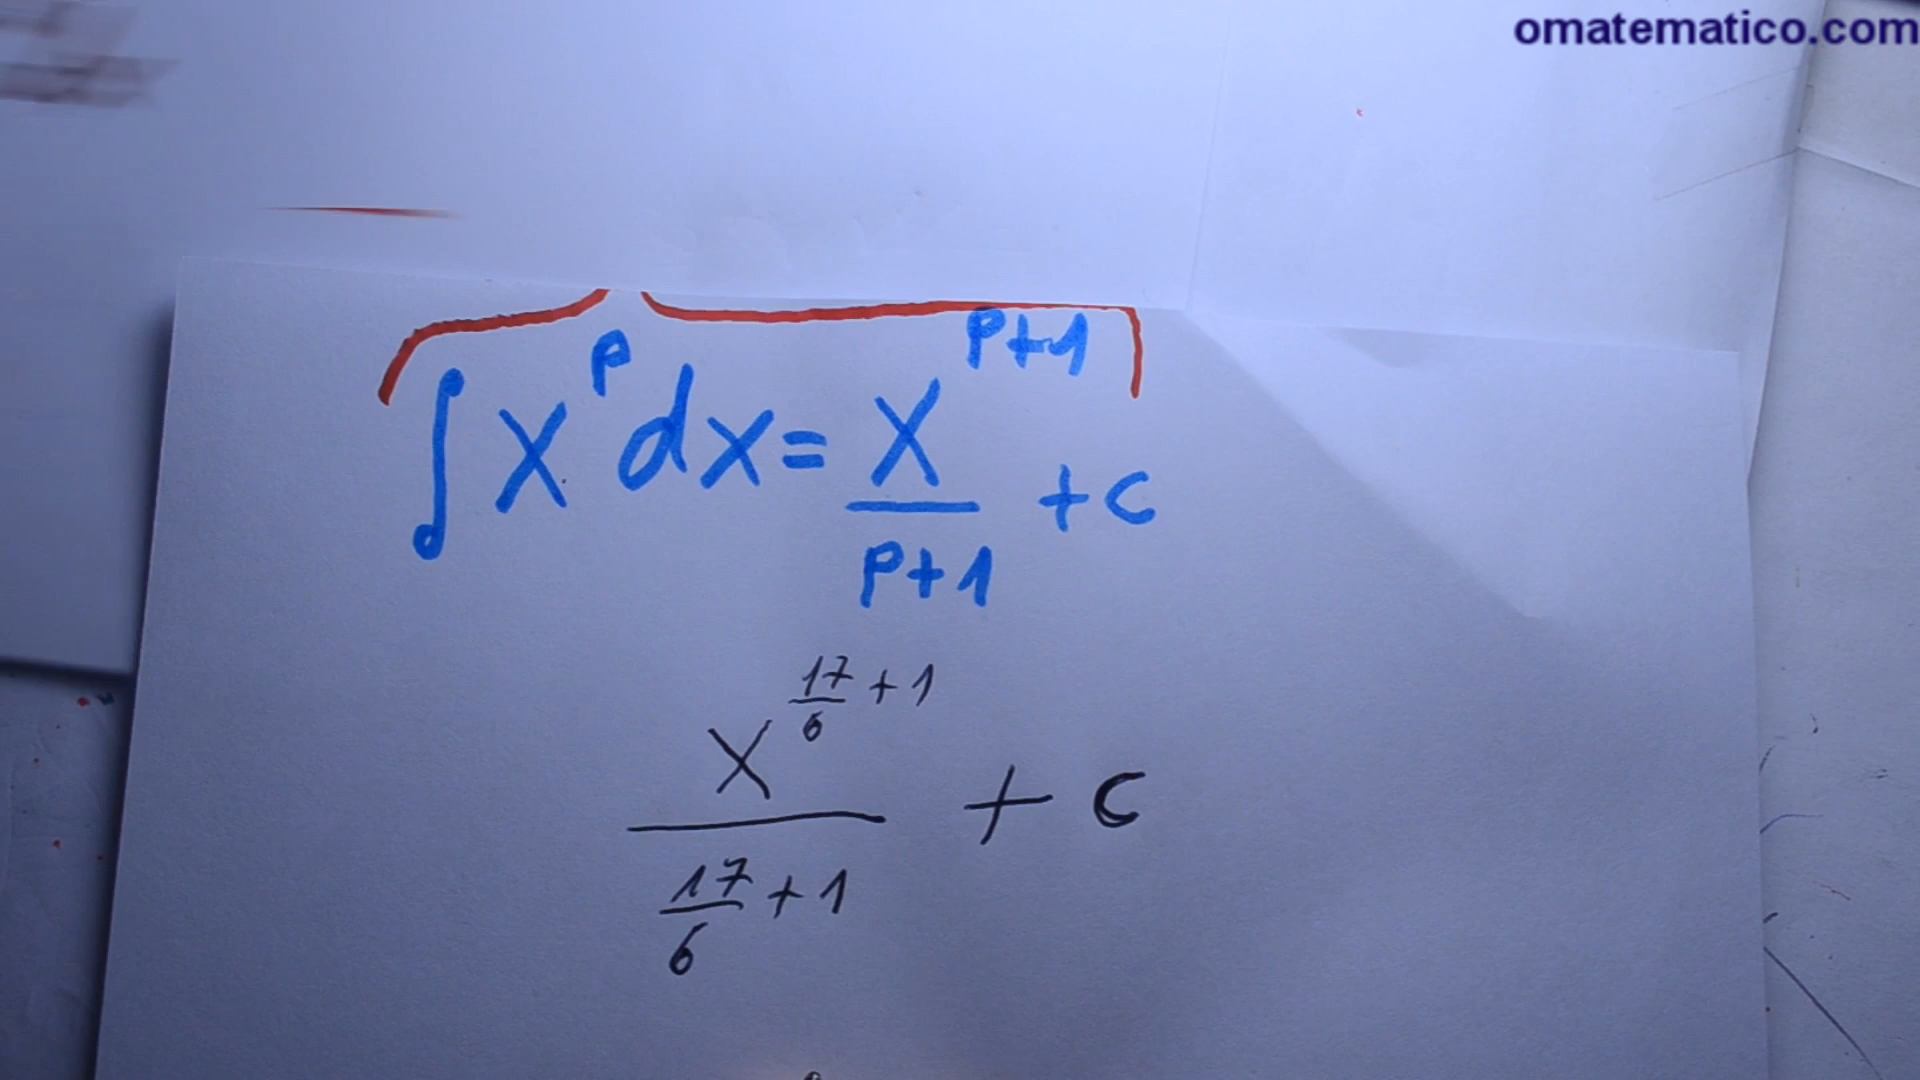 omatematico.com
∫ x^p dx = x^(p+1) / (p+1) + c
x^(17/6 + 1) / (17/6 + 1) + c